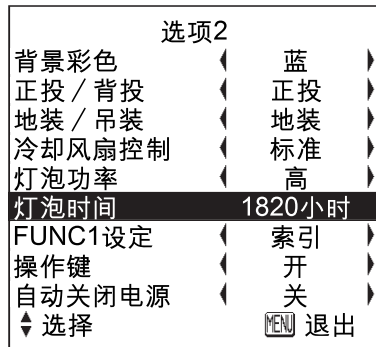 选项2
背景彩色 蓝
正投／背投 正投
地装／吊装 地装
冷却风扇控制 标准
灯泡功率 高
灯泡时间 1820小时
FUNC1设定 索引
操作键 开
自动关闭电源 关
选择 MENU 退出